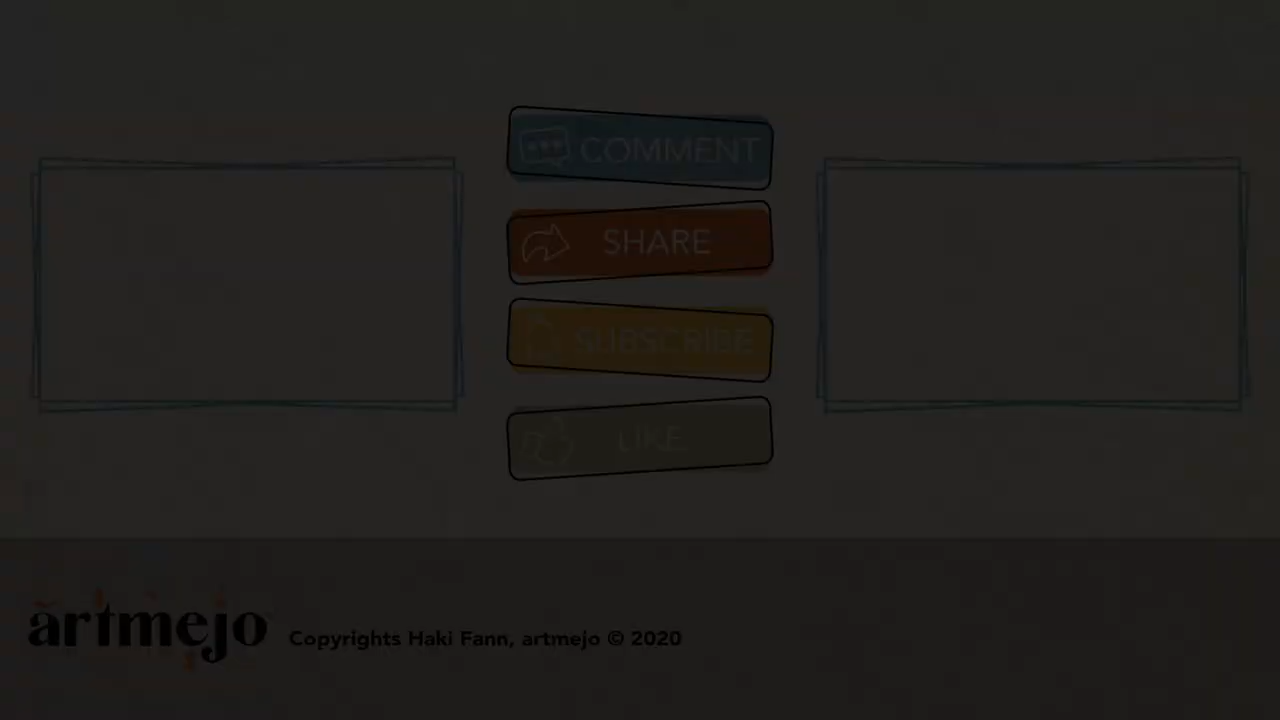 COMMENT
SHARE
SUBSCRIBE
LIKE
artmejo
Copyrights Haki Fann, artmejo © 2020